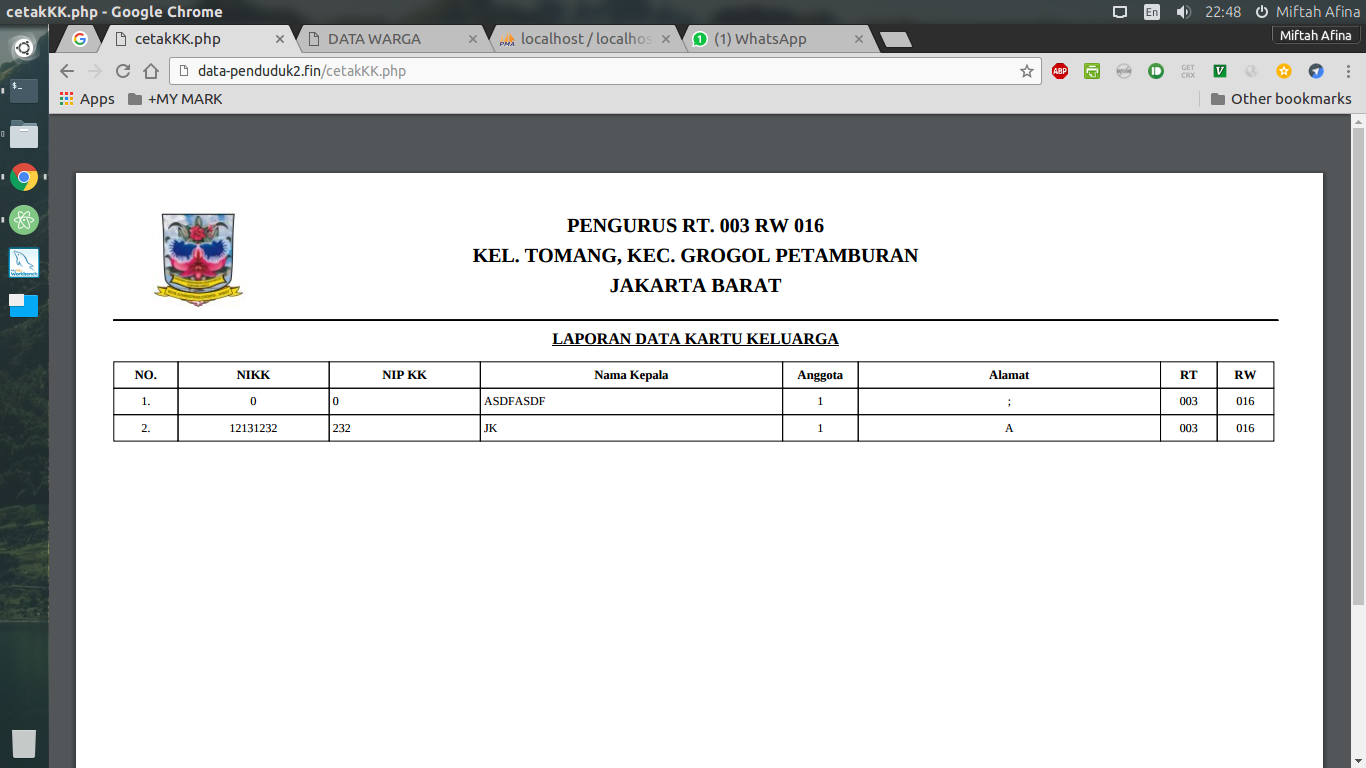 cetakKK.php - Google Chrome
En
22:48
Miftah Afina
cetakKK.php
DATA WARGA
localhost / localhos
(1) WhatsApp
Miftah Afina
data-penduduk2.fin/cetakKK.php
ABP
GET CRX
Apps
+MY MARK
Other bookmarks
PENGURUS RT. 003 RW 016
KEL. TOMANG, KEC. GROGOL PETAMBURAN
JAKARTA BARAT
LAPORAN DATA KARTU KELUARGA
NO. NIKK NIP KK Nama Kepala Anggota Alamat RT RW
1. 0 0 ASDFASDF 1 ; 003 016
2. 12131232 232 JK 1 A 003 016